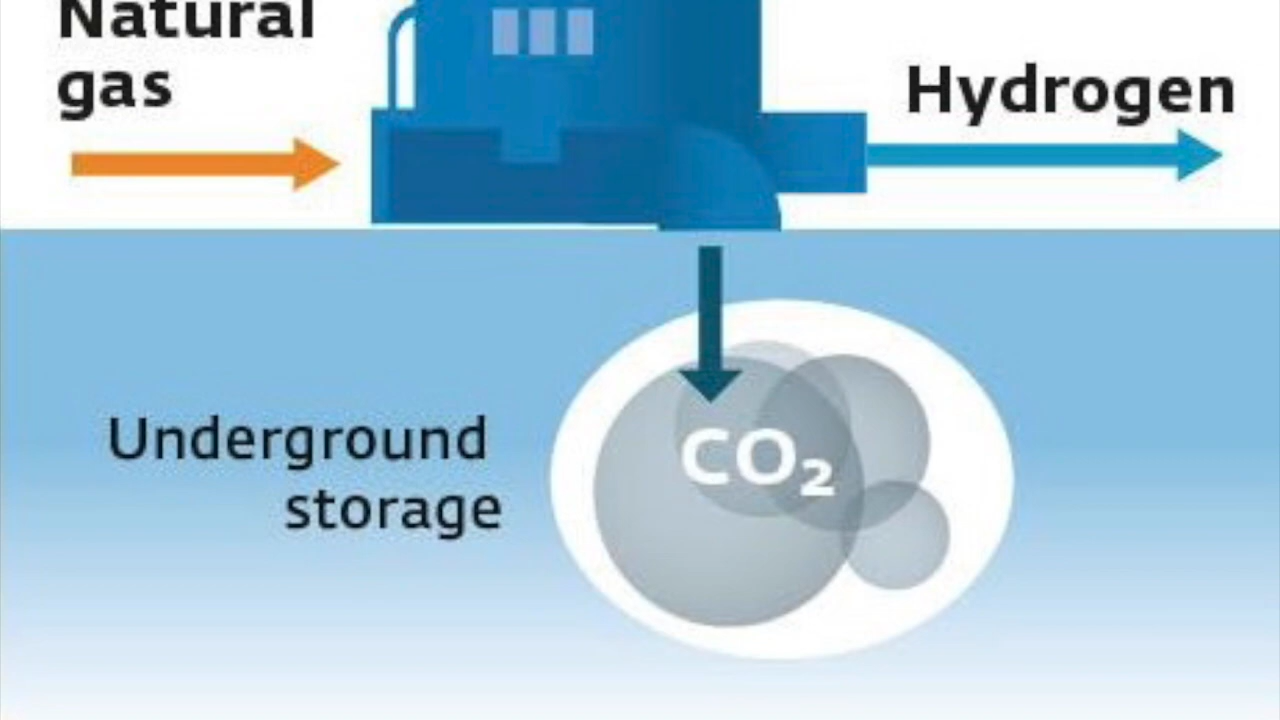 Natural
gas
Hydrogen
Underground
storage
CO₂